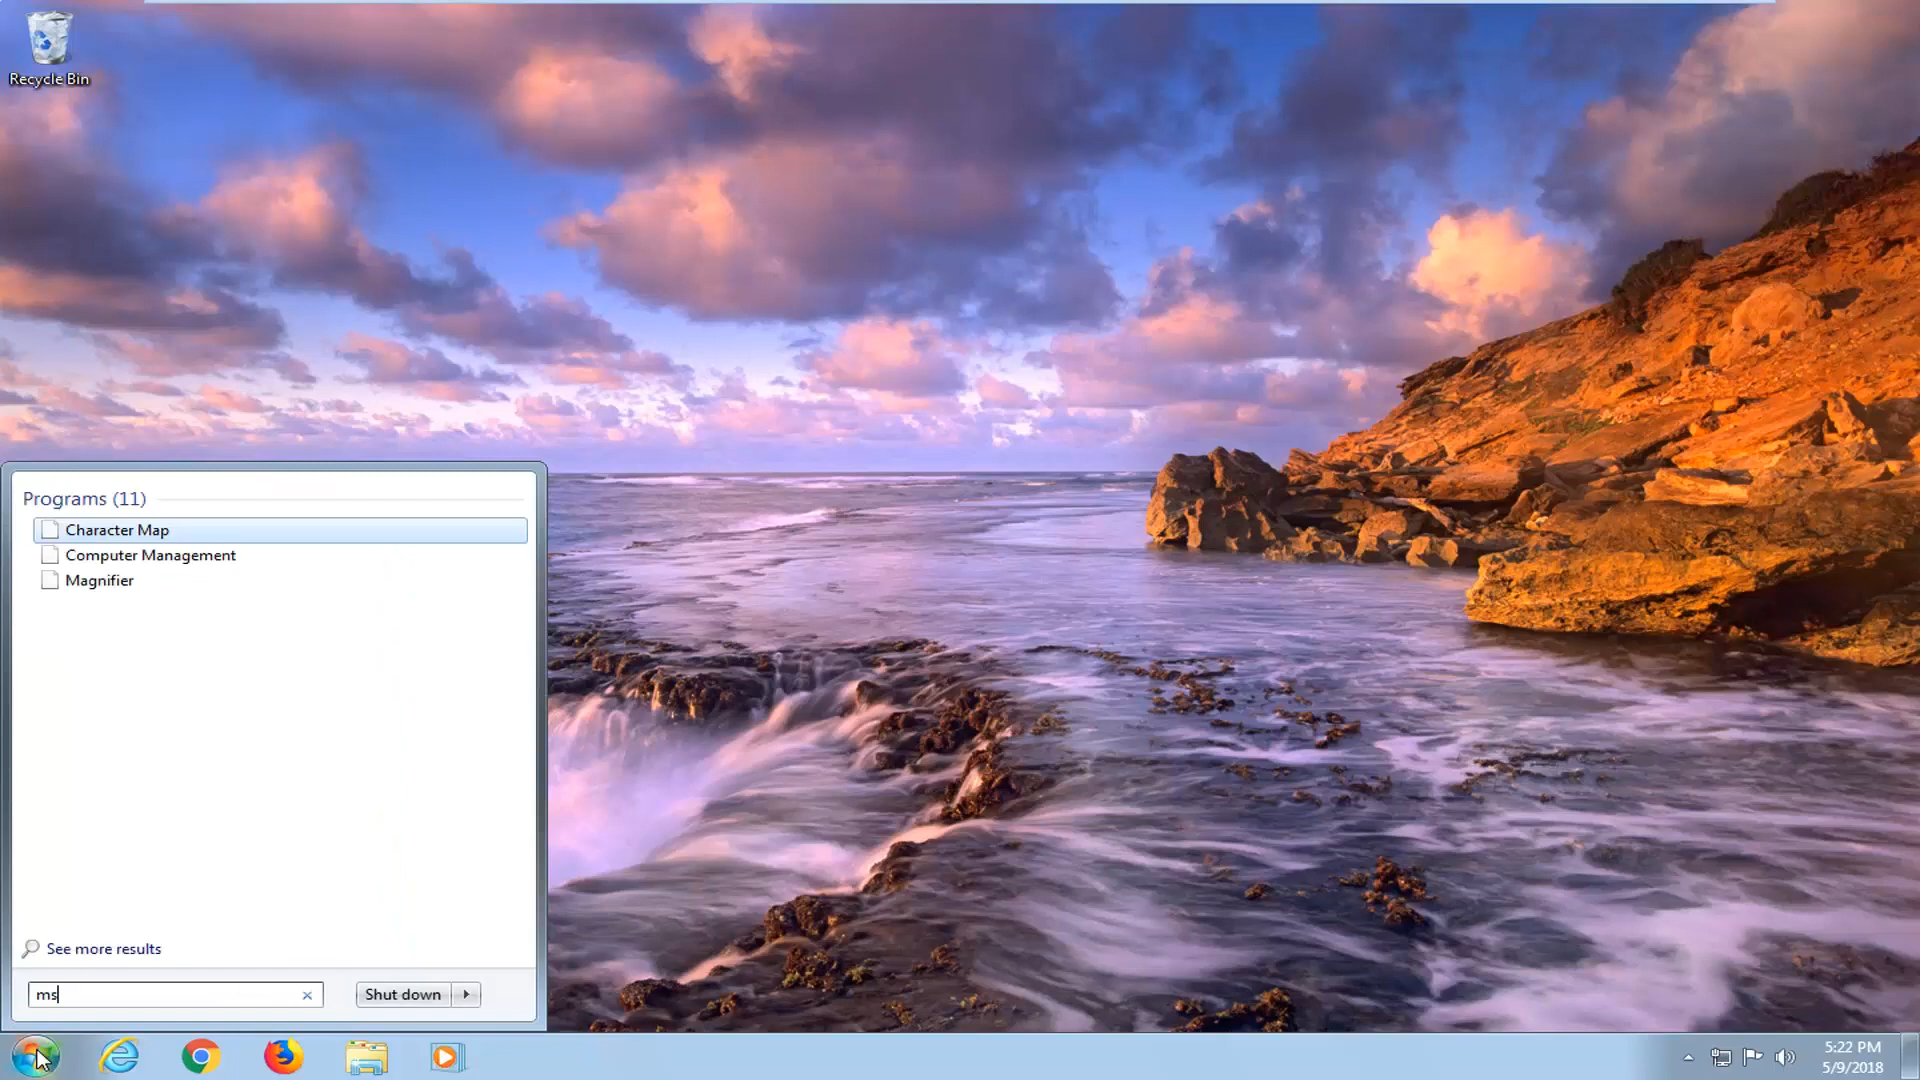 Recycle Bin
Programs (11)
Character Map
Computer Management
Magnifier
See more results
ms
Shut down
5:22 PM
5/9/2018